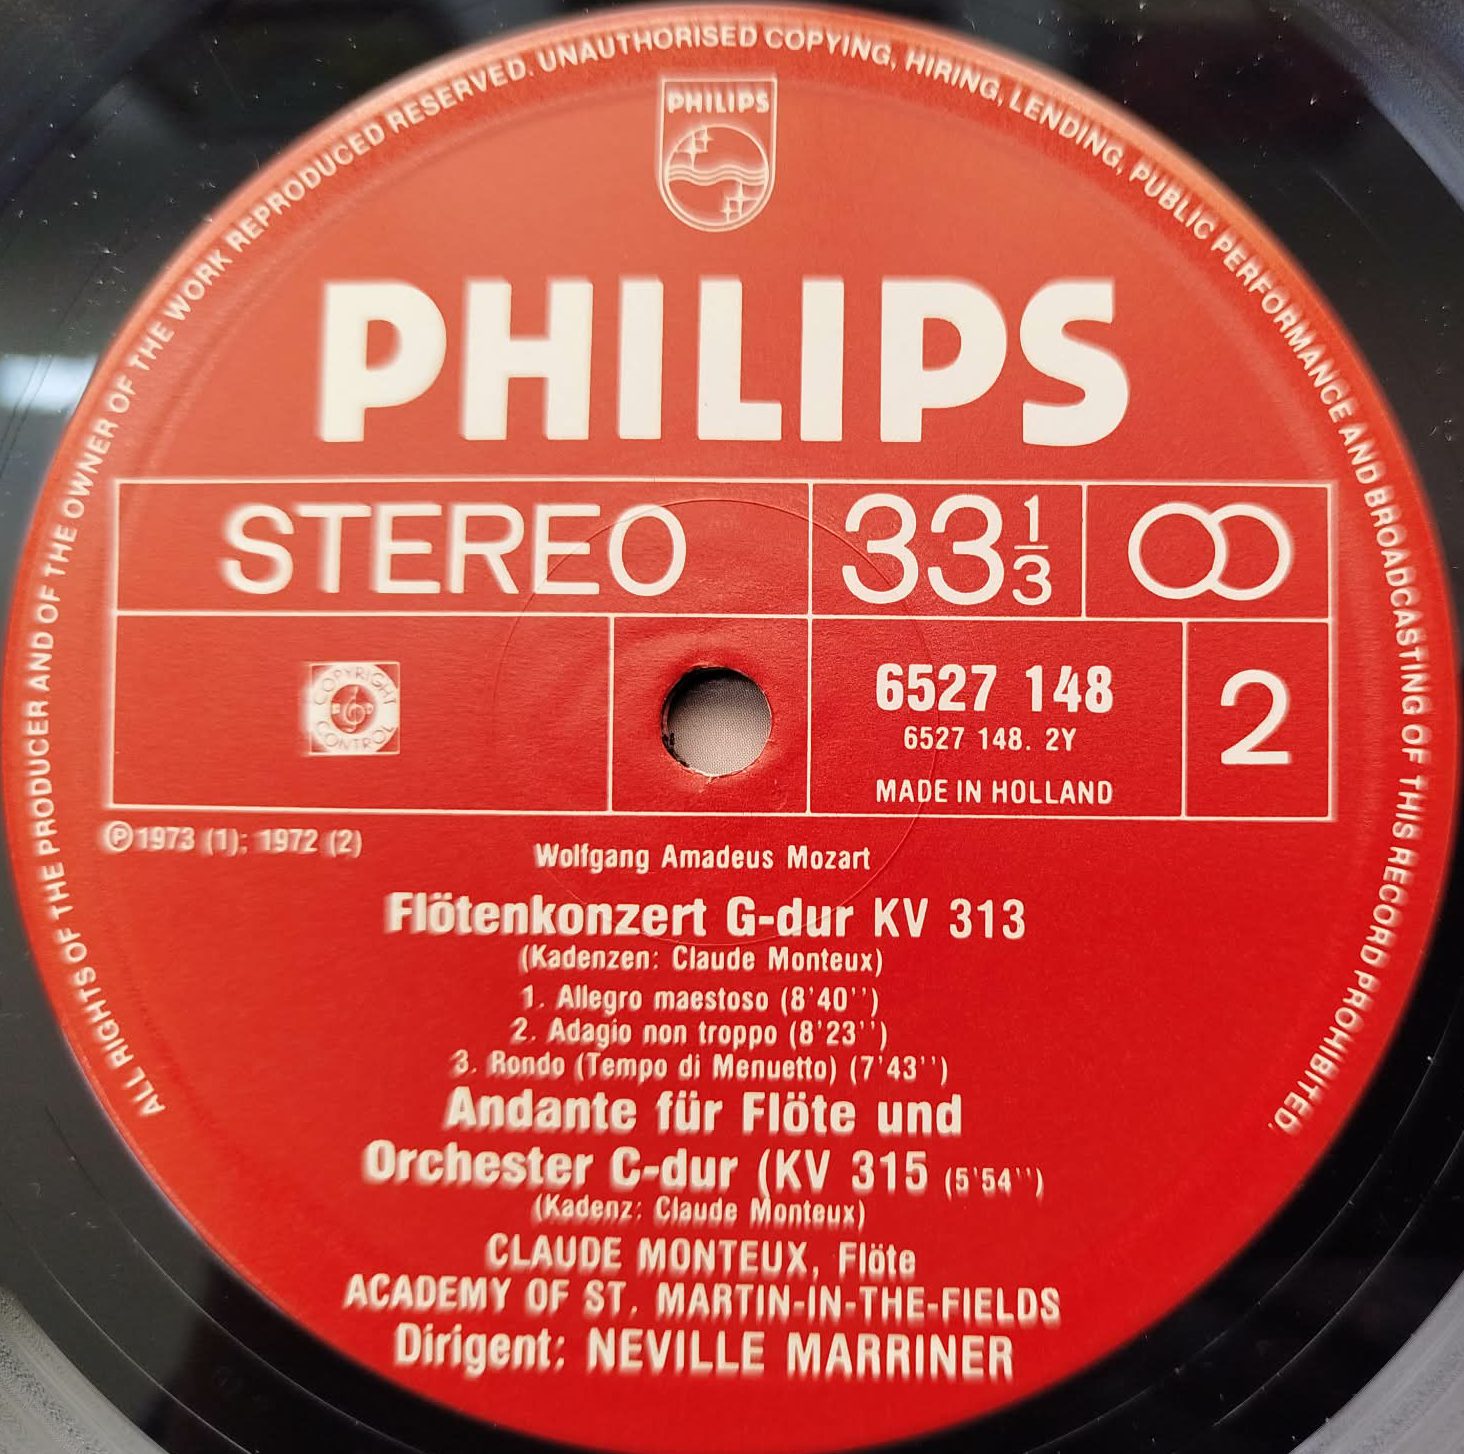 ALL RIGHTS OF THE PRODUCER AND OF THE OWNER OF THE WORK REPRODUCED RESERVED. UNAUTHORISED COPYING, HIRING, LENDING, PUBLIC PERFORMANCE AND BROADCASTING OF THIS RECORD PROHIBITED.
PHILIPS
PHILIPS
STEREO
33 1/3
COPYRIGHT
CONTROL
6527 148
6527 148. 2Y
MADE IN HOLLAND
2
Ⓟ1973 (1); 1972 (2)
Wolfgang Amadeus Mozart
Flötenkonzert G-dur KV 313
(Kadenzen: Claude Monteux)
1. Allegro maestoso (8'40'')
2. Adagio non troppo (8'23'')
3. Rondo (Tempo di Menuetto) (7'43'')
Andante für Flöte und
Orchester C-dur (KV 315 (5'54'')
(Kadenz: Claude Monteux)
CLAUDE MONTEUX, Flöte
ACADEMY OF ST. MARTIN-IN-THE-FIELDS
Dirigent: NEVILLE MARRINER